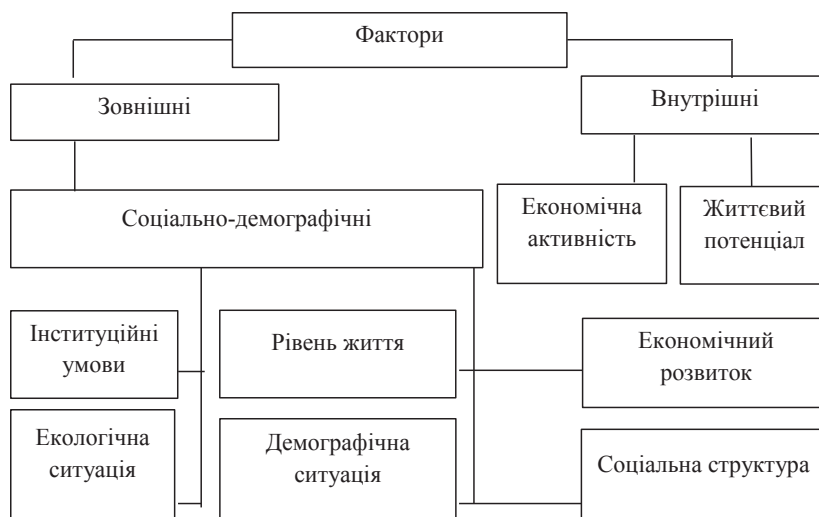 Фактори
Зовнішні
Внутрішні
Соціально-демографічні
Економічна
активність
Життєвий
потенціал
Інституційні
умови
Рівень життя
Економічний
розвиток
Екологічна
ситуація
Демографічна
ситуація
Соціальна структура